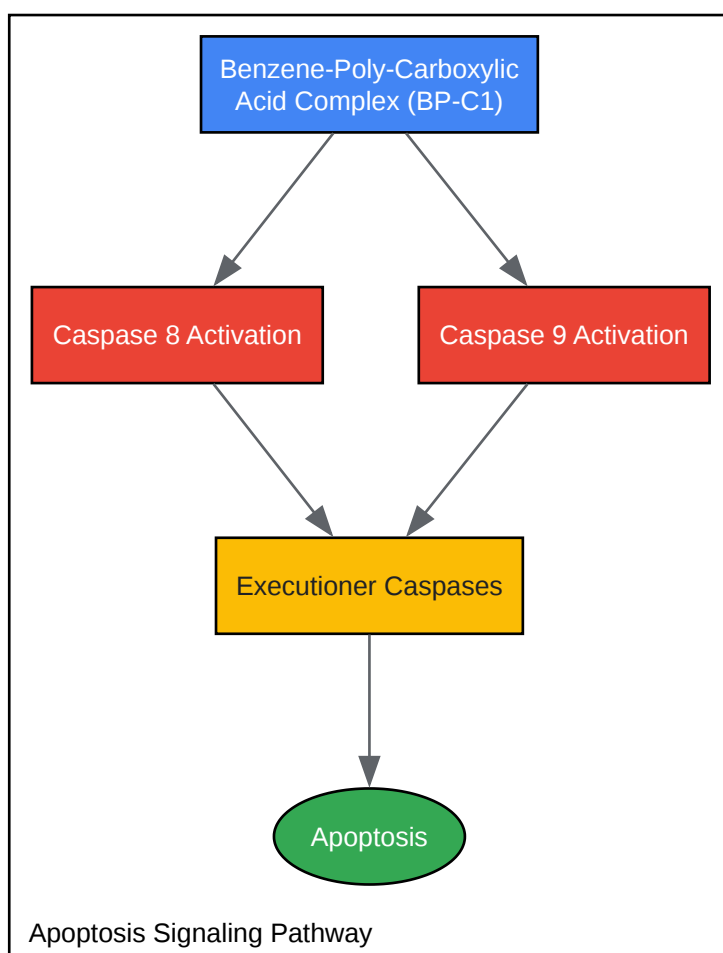 Benzene-Poly-Carboxylic
Acid Complex (BP-C1)
Caspase 8 Activation
Caspase 9 Activation
Executioner Caspases
Apoptosis
Apoptosis Signaling Pathway